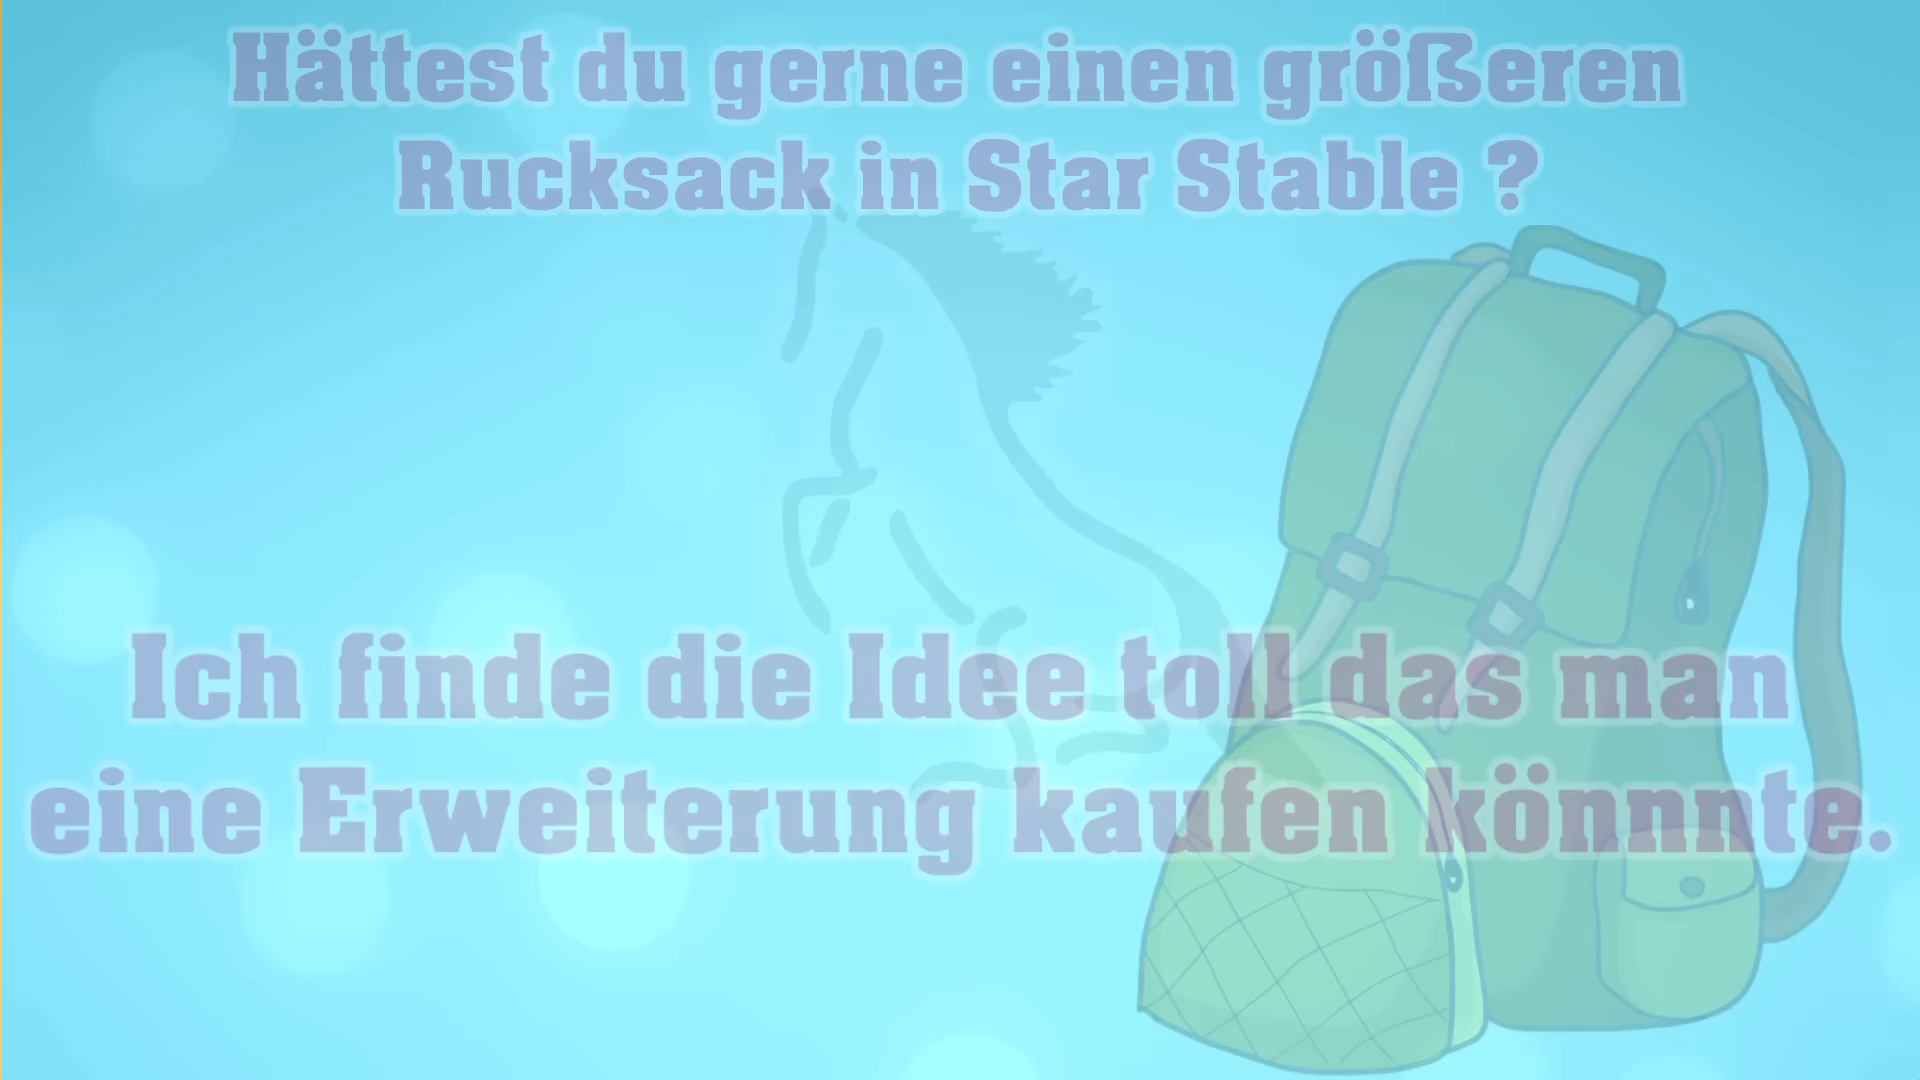 Hättest du gerne einen größeren
Rucksack in Star Stable ?
Ich finde die Idee toll das man
eine Erweiterung kaufen könnnte.